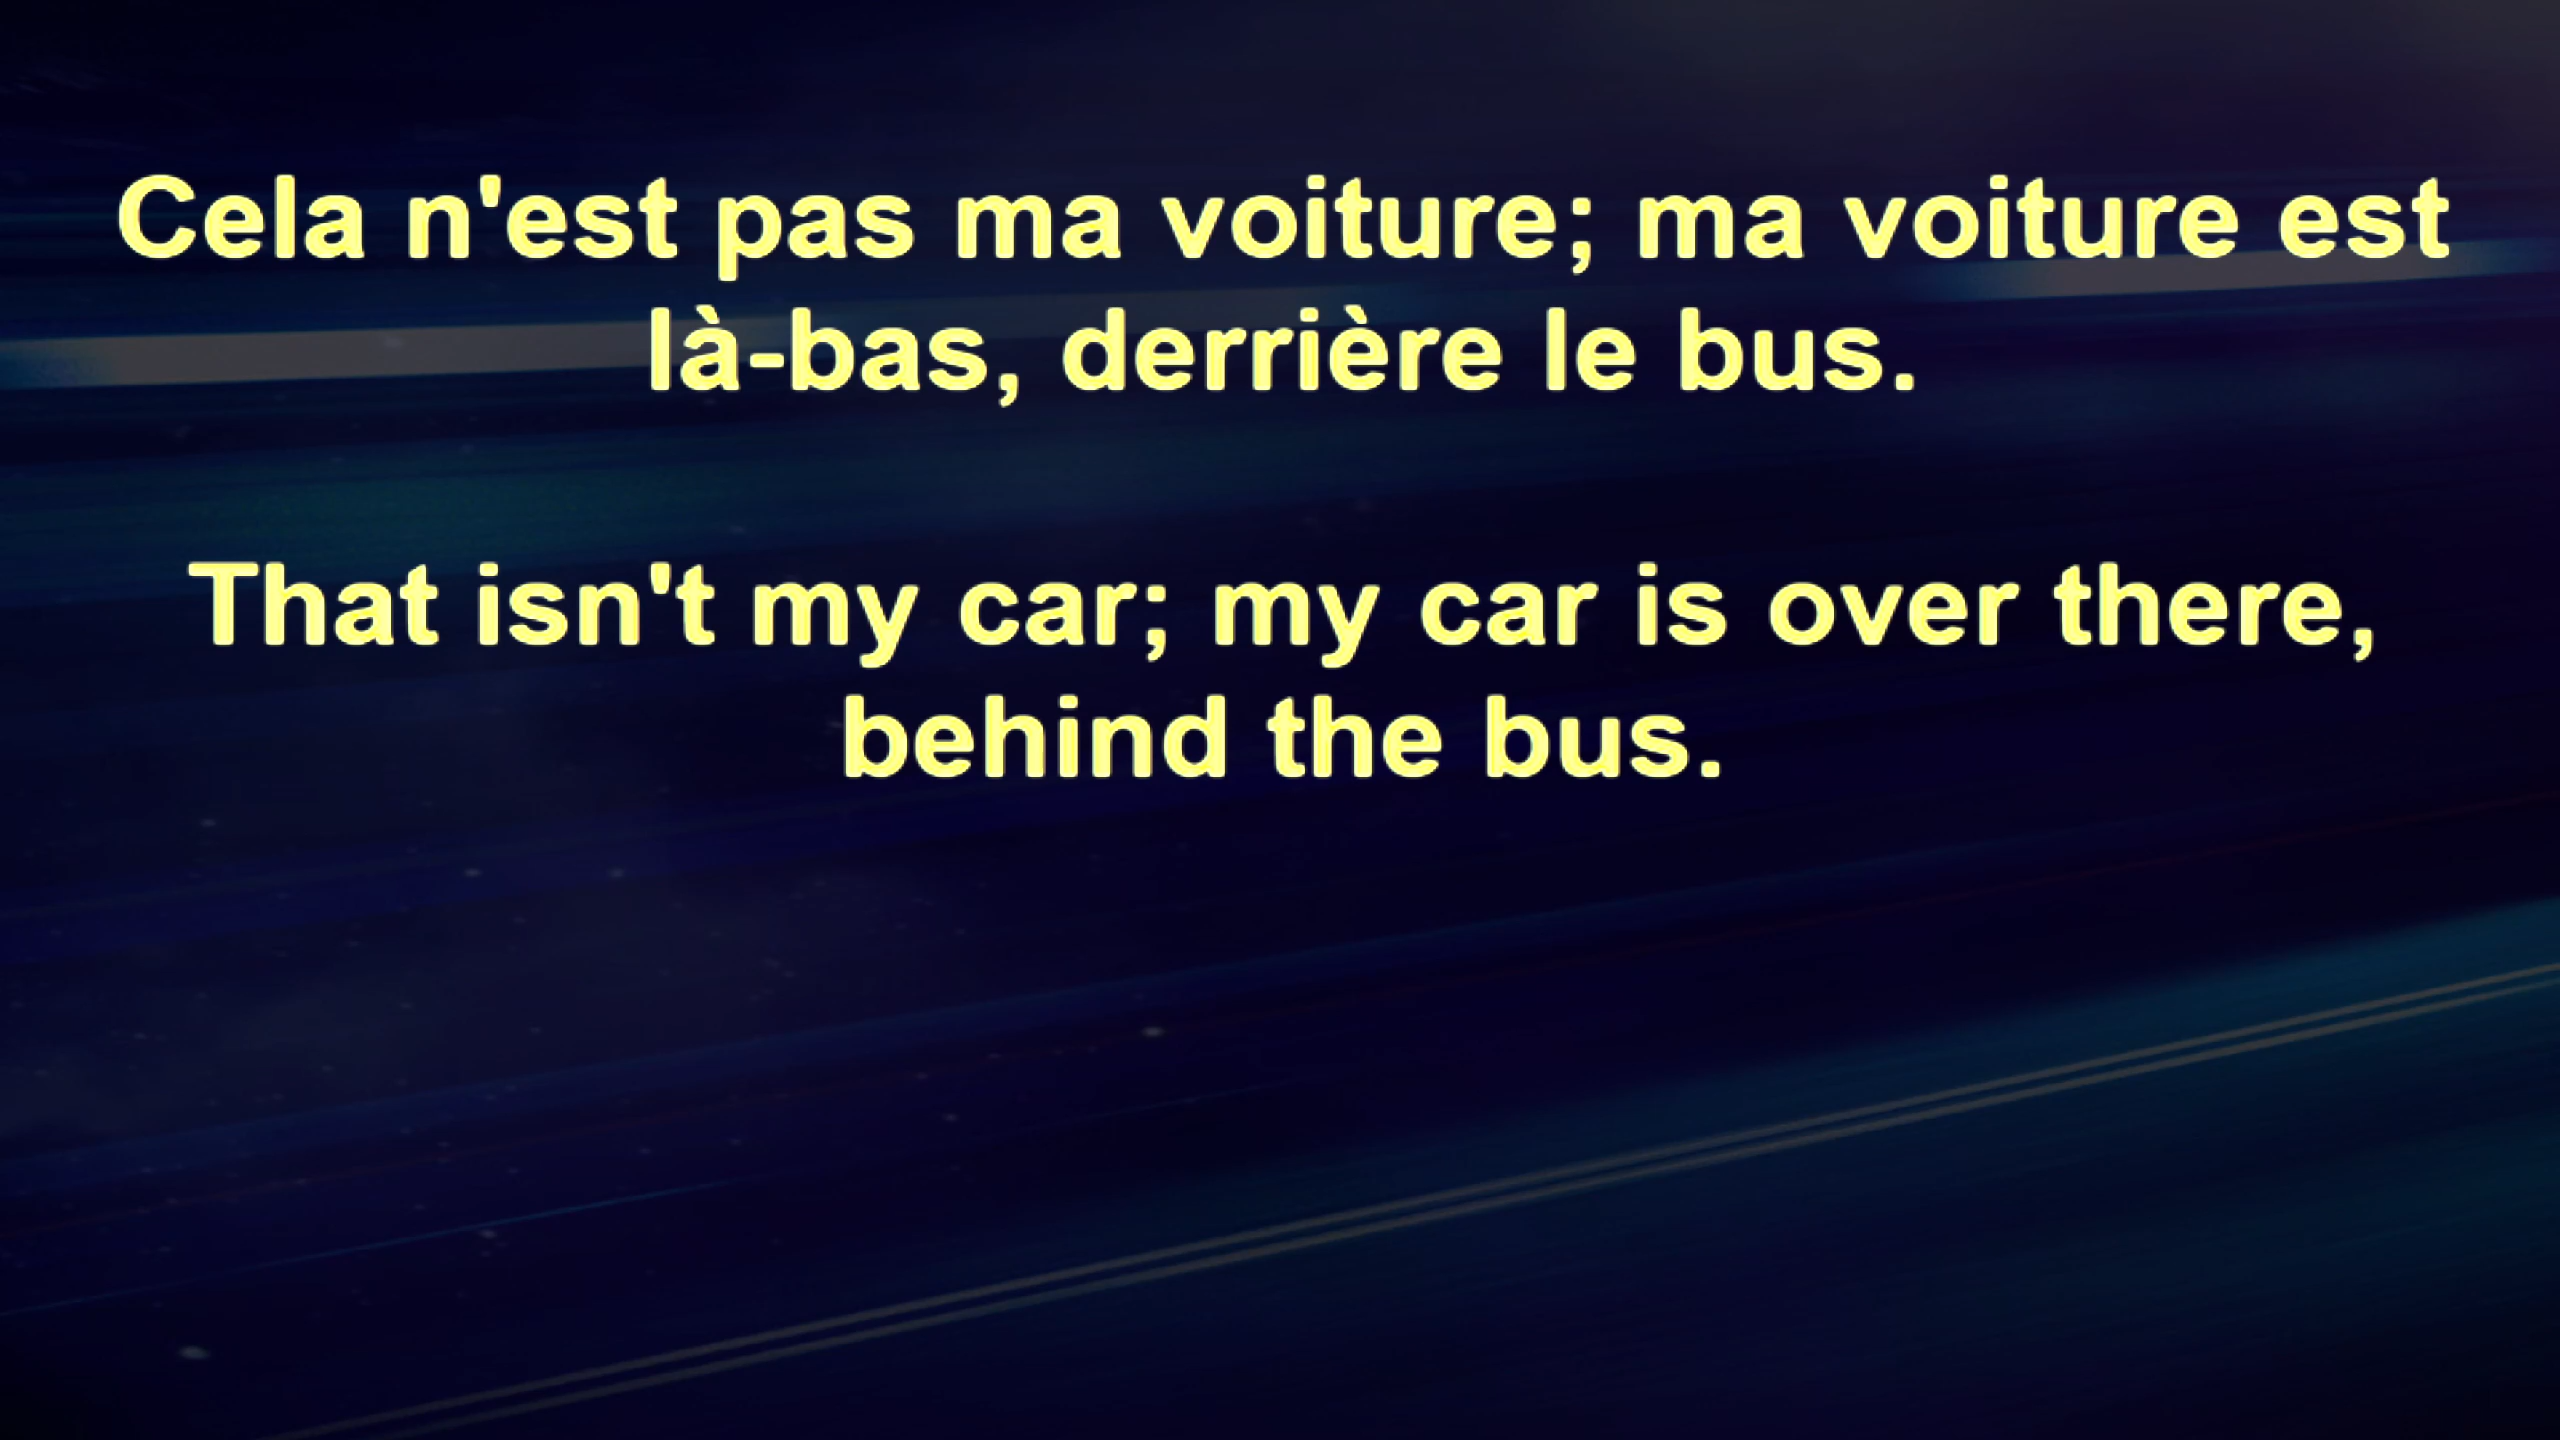 Cela n'est pas ma voiture; ma voiture est
là-bas, derrière le bus.
That isn't my car; my car is over there,
behind the bus.